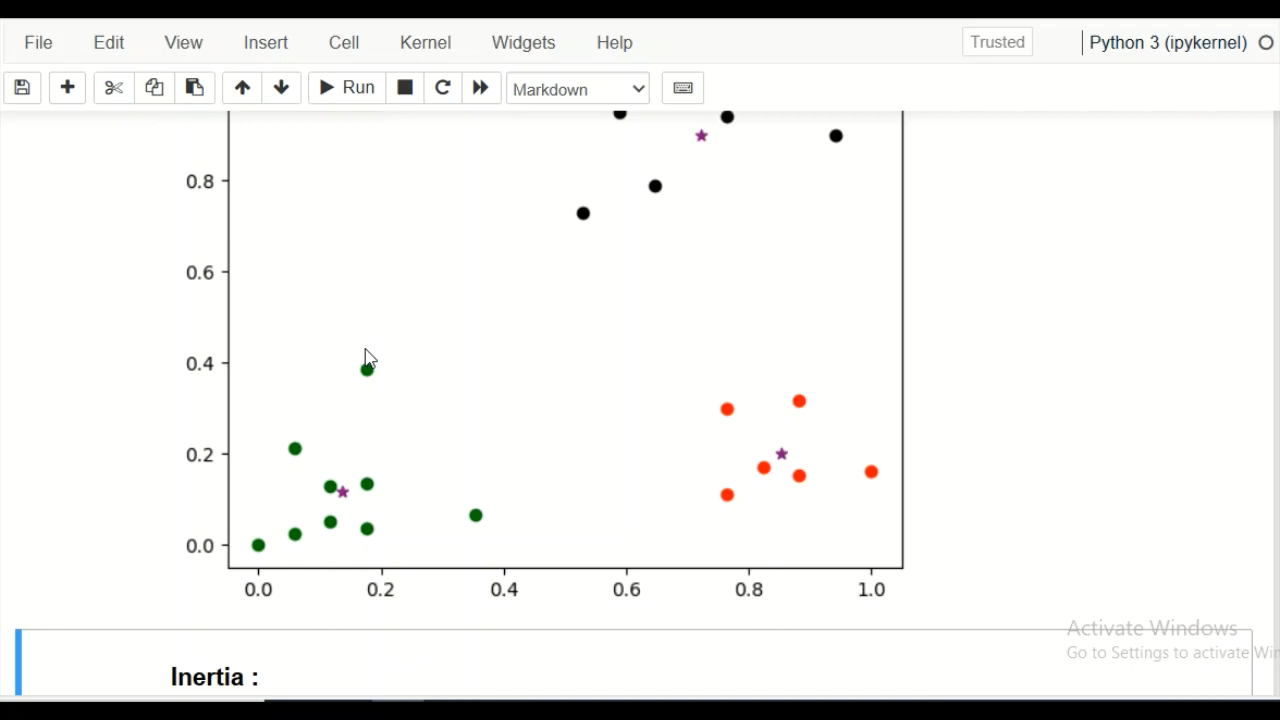 File Edit View Insert Cell Kernel Widgets Help Trusted Python 3 (ipykernel)
Run Markdown
0.8
0.6
0.4
0.2
0.0
0.0 0.2 0.4 0.6 0.8 1.0
Activate Windows
Go to Settings to activate Win
Inertia :